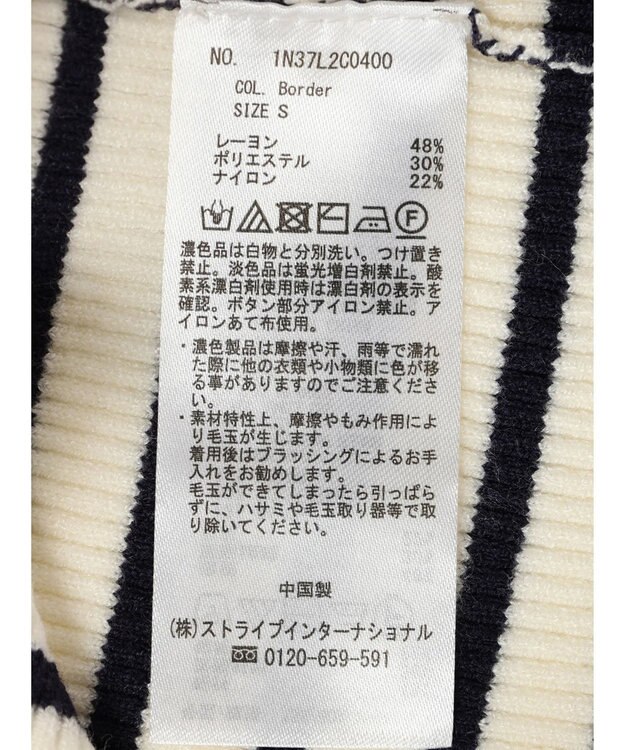 NO. 1N37L2C0400
COL. Border
SIZE S
レーヨン 48%
ポリエステル 30%
ナイロン 22%
濃色品は白物と分別洗い。つけ置き
禁止。淡色品は蛍光増白剤禁止。酸
素系漂白剤使用時は漂白剤の表示を
確認。ボタン部分アイロン禁止。ア
イロンあて布使用。
・濃色製品は摩擦や汗、雨等で濡れ
た際に他の衣類や小物類に色が移
る事がありますのでご注意くださ
い。
・素材特性上、摩擦やもみ作用によ
り毛玉が生じます。
着用後はブラッシングによるお手
入れをお勧めします。
毛玉ができてしまったら引っぱら
ずに、ハサミや毛玉取り器等で取
り除いてください。
中国製
(株)ストライプインターナショナル
0120-659-591